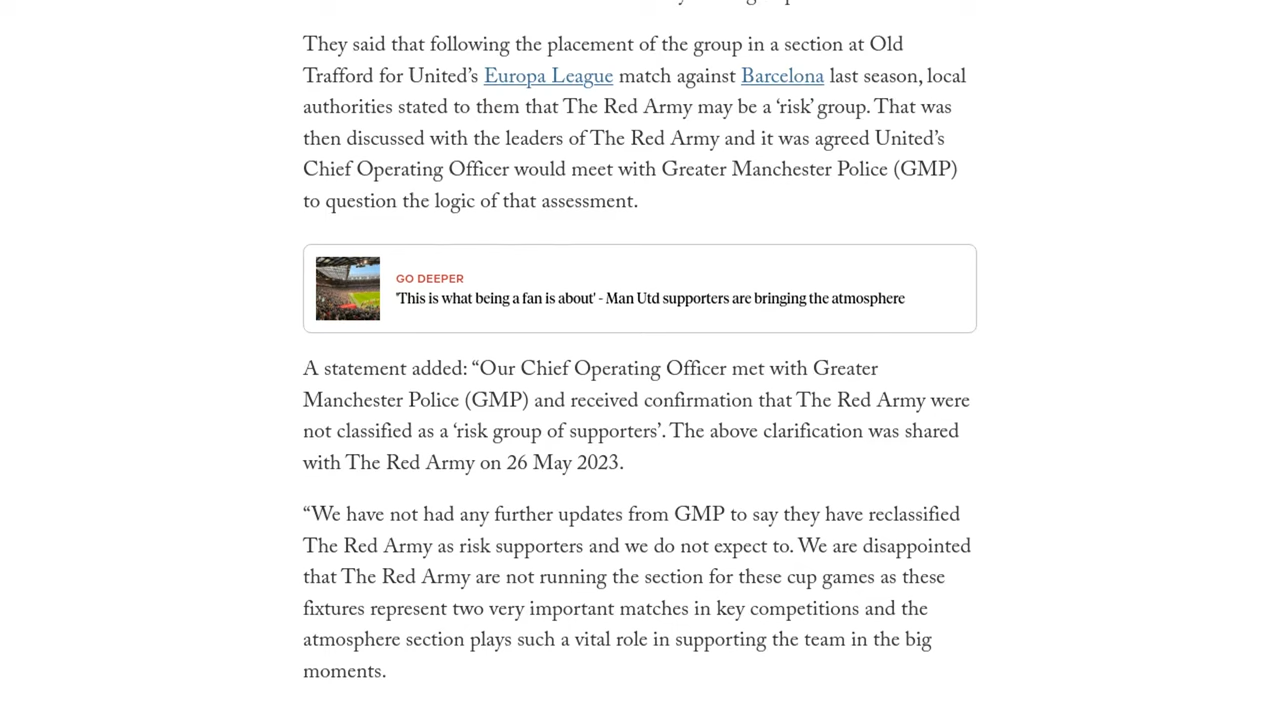 They said that following the placement of the group in a section at Old
Trafford for United’s Europa League match against Barcelona last season, local
authorities stated to them that The Red Army may be a ‘risk’ group. That was
then discussed with the leaders of The Red Army and it was agreed United’s
Chief Operating Officer would meet with Greater Manchester Police (GMP)
to question the logic of that assessment.
GO DEEPER
'This is what being a fan is about' - Man Utd supporters are bringing the atmosphere
A statement added: “Our Chief Operating Officer met with Greater
Manchester Police (GMP) and received confirmation that The Red Army were
not classified as a ‘risk group of supporters’. The above clarification was shared
with The Red Army on 26 May 2023.
“We have not had any further updates from GMP to say they have reclassified
The Red Army as risk supporters and we do not expect to. We are disappointed
that The Red Army are not running the section for these cup games as these
fixtures represent two very important matches in key competitions and the
atmosphere section plays such a vital role in supporting the team in the big
moments.